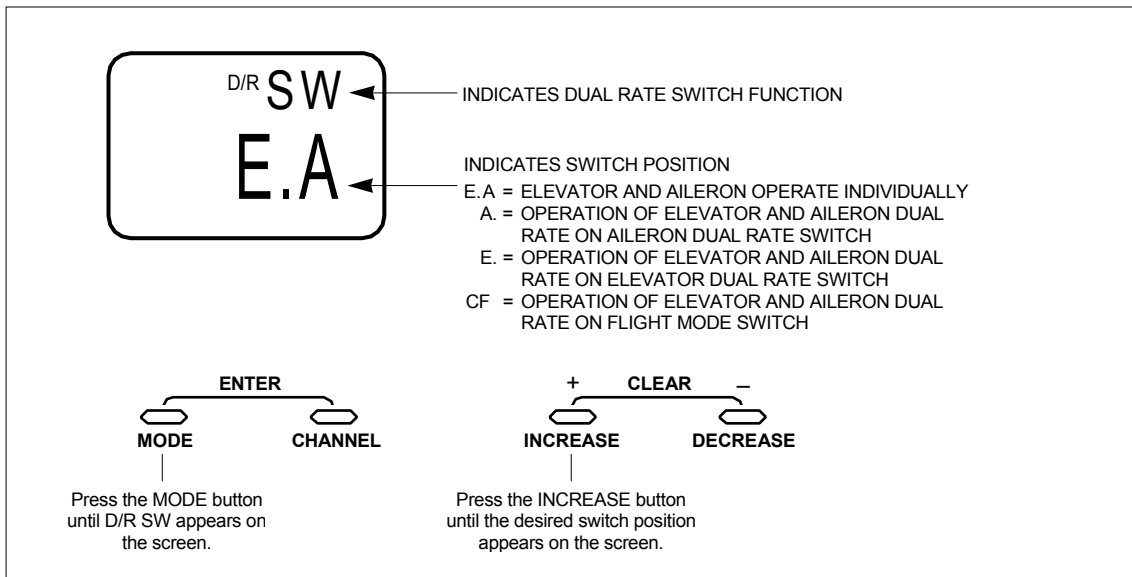 D/R SW
INDICATES DUAL RATE SWITCH FUNCTION
E.A
INDICATES SWITCH POSITION
E.A = ELEVATOR AND AILERON OPERATE INDIVIDUALLY
A. = OPERATION OF ELEVATOR AND AILERON DUAL
RATE ON AILERON DUAL RATE SWITCH
E. = OPERATION OF ELEVATOR AND AILERON DUAL
RATE ON ELEVATOR DUAL RATE SWITCH
CF = OPERATION OF ELEVATOR AND AILERON DUAL
RATE ON FLIGHT MODE SWITCH
ENTER
MODE CHANNEL
Press the MODE button
until D/R SW appears on
the screen.
+ CLEAR –
INCREASE DECREASE
Press the INCREASE button
until the desired switch position
appears on the screen.